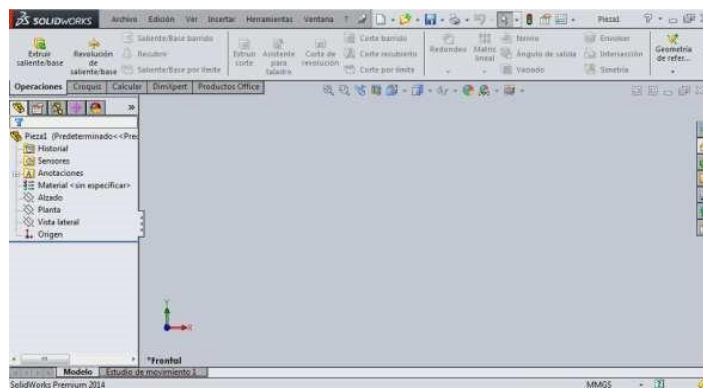 SOLIDWORKS Archivo Edición Ver Insertar Herramientas Ventana ? Pieza1
Extruir saliente/base
Revolución de saliente/base
Saliente/Base barrido
Recubrir
Saliente/Base por límite
Extruir corte
Asistente para taladro
Corte de revolución
Corte barrido
Corte recubierto
Corte por límite
Redondeo
Matriz lineal
Nervio
Ángulo de salida
Vaciado
Envolver
Intersección
Simetría
Geometría de refer...
Operaciones Croquis Calcular DimXpert Productos Office
Pieza1 (Predeterminado<<Pred
Historial
Sensores
Anotaciones
Material <sin especificar>
Alzado
Planta
Vista lateral
Origen
Y
X
*Frontal
Modelo Estudio de movimiento 1
SolidWorks Premium 2014 MMGS